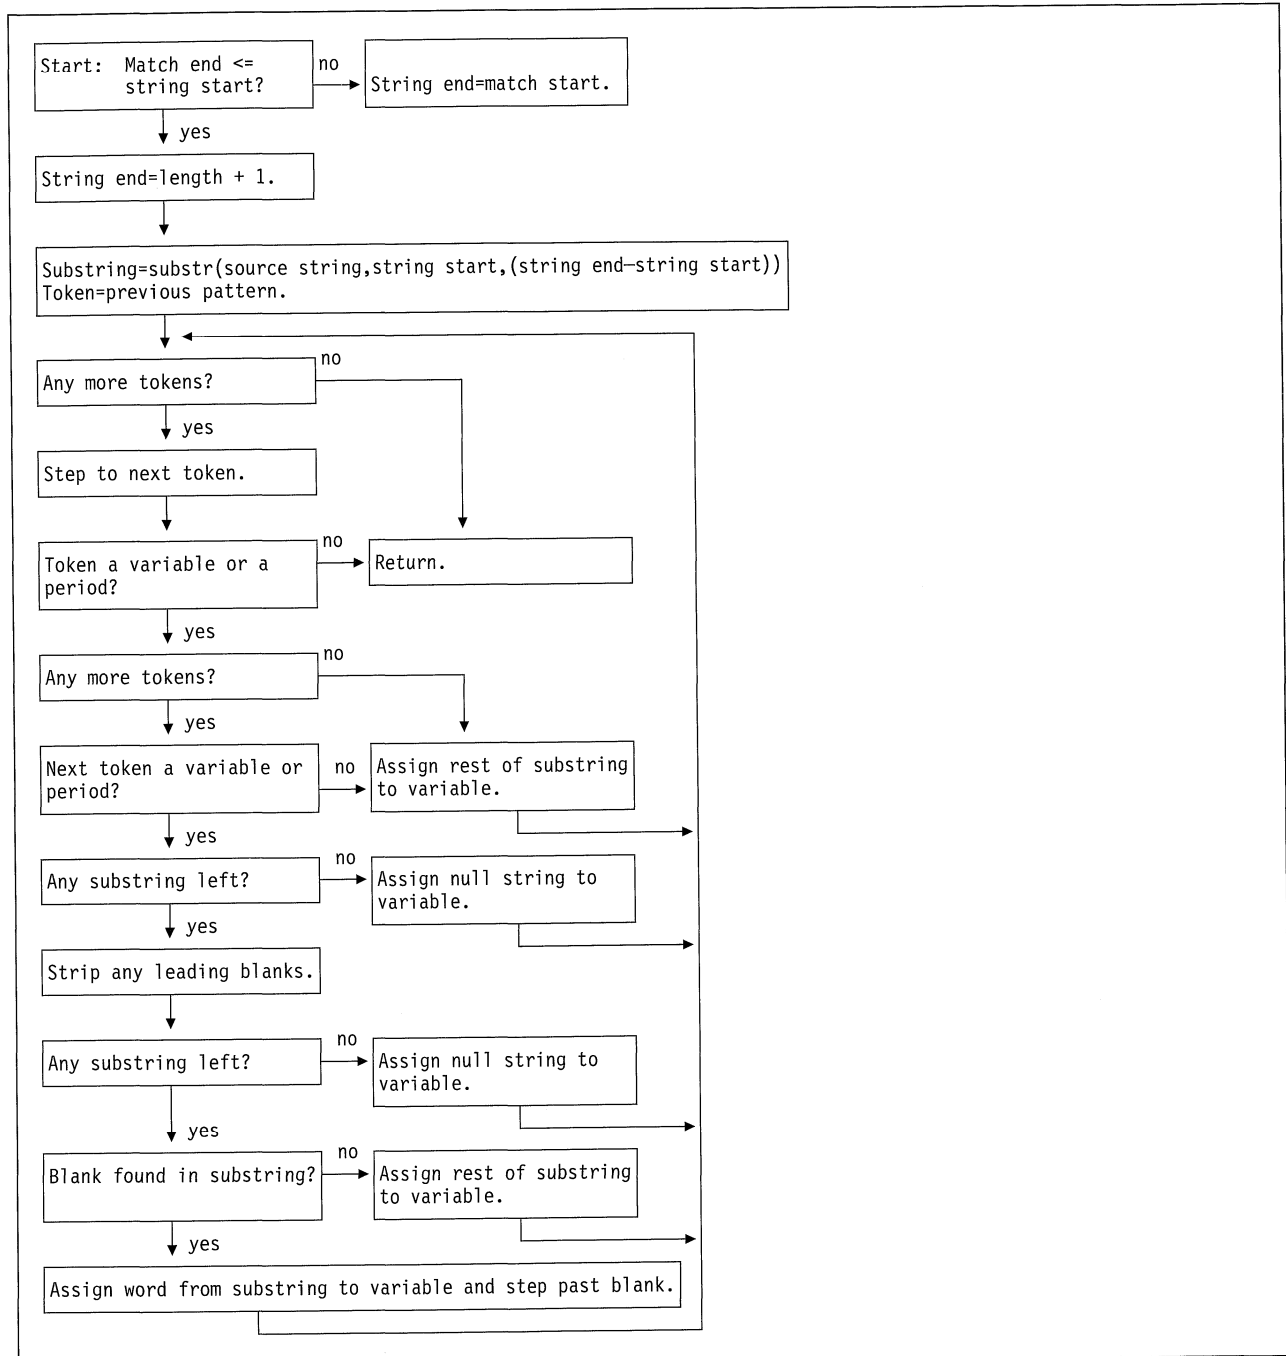 Start: Match end <=
string start?
no
String end=match start.
yes
String end=length + 1.
Substring=substr(source string,string start,(string end—string start))
Token=previous pattern.
Any more tokens?
no
yes
Step to next token.
Token a variable or a
period?
no
Return.
yes
Any more tokens?
no
yes
Next token a variable or
period?
no
Assign rest of substring
to variable.
yes
Any substring left?
no
Assign null string to
variable.
yes
Strip any leading blanks.
Any substring left?
no
Assign null string to
variable.
yes
Blank found in substring?
no
Assign rest of substring
to variable.
yes
Assign word from substring to variable and step past blank.